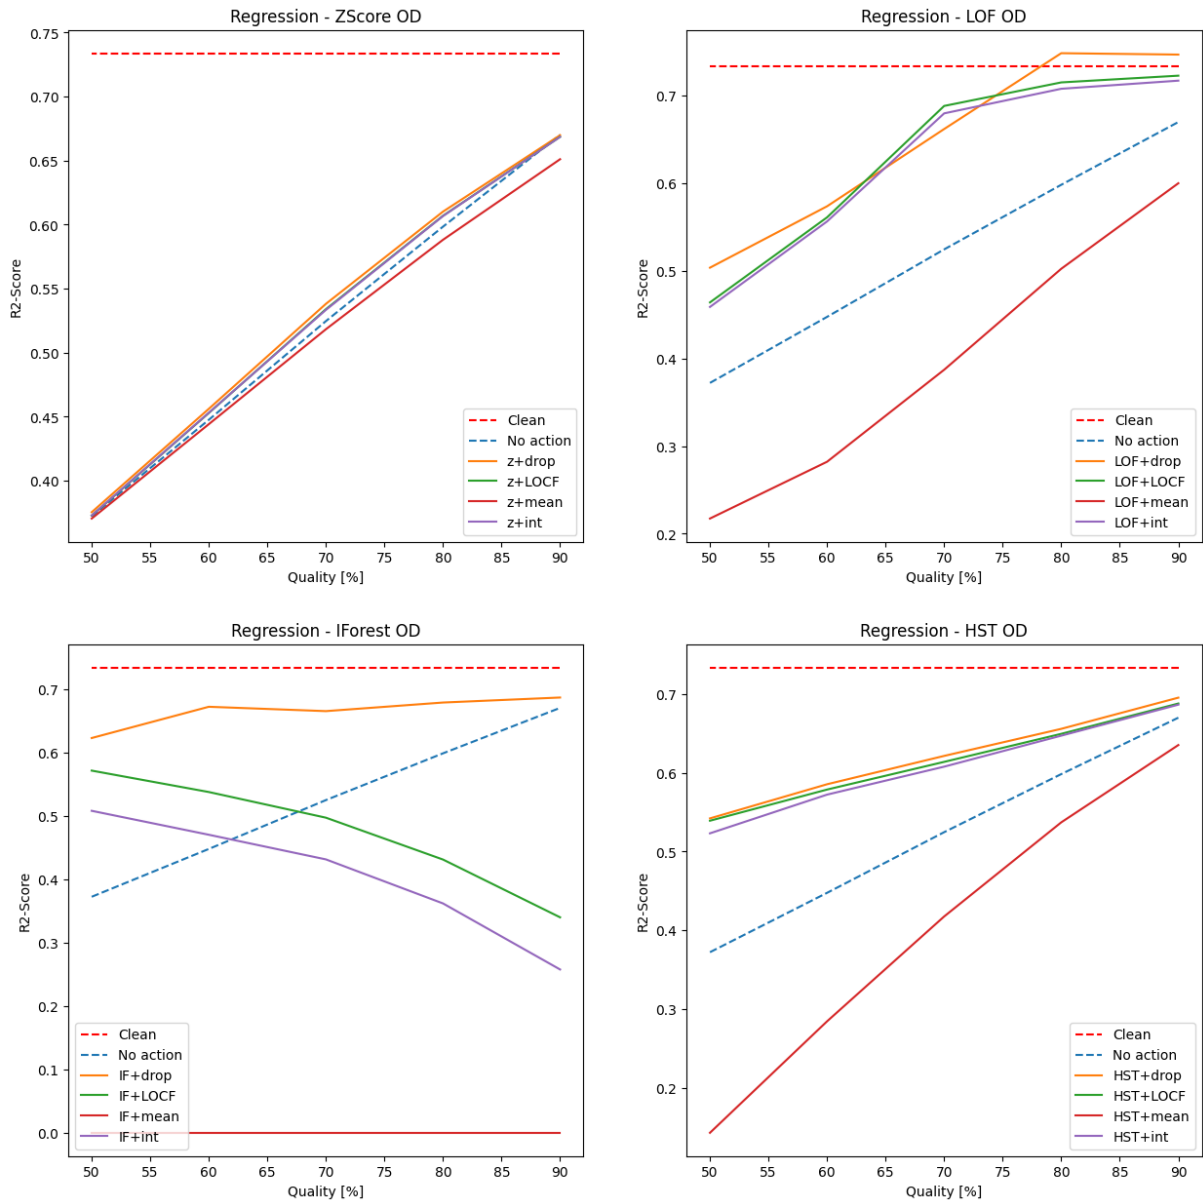 Regression - ZScore OD
0.75
0.70
0.65
0.60
0.55
0.50
0.45
0.40
R2-Score
50 55 60 65 70 75 80 85 90
Quality [%]
Clean
No action
z+drop
z+LOCF
z+mean
z+int
Regression - LOF OD
0.7
0.6
0.5
0.4
0.3
0.2
R2-Score
50 55 60 65 70 75 80 85 90
Quality [%]
Clean
No action
LOF+drop
LOF+LOCF
LOF+mean
LOF+int
Regression - IForest OD
0.7
0.6
0.5
0.4
0.3
0.2
0.1
0.0
R2-Score
50 55 60 65 70 75 80 85 90
Quality [%]
Clean
No action
IF+drop
IF+LOCF
IF+mean
IF+int
Regression - HST OD
0.7
0.6
0.5
0.4
0.3
0.2
R2-Score
50 55 60 65 70 75 80 85 90
Quality [%]
Clean
No action
HST+drop
HST+LOCF
HST+mean
HST+int